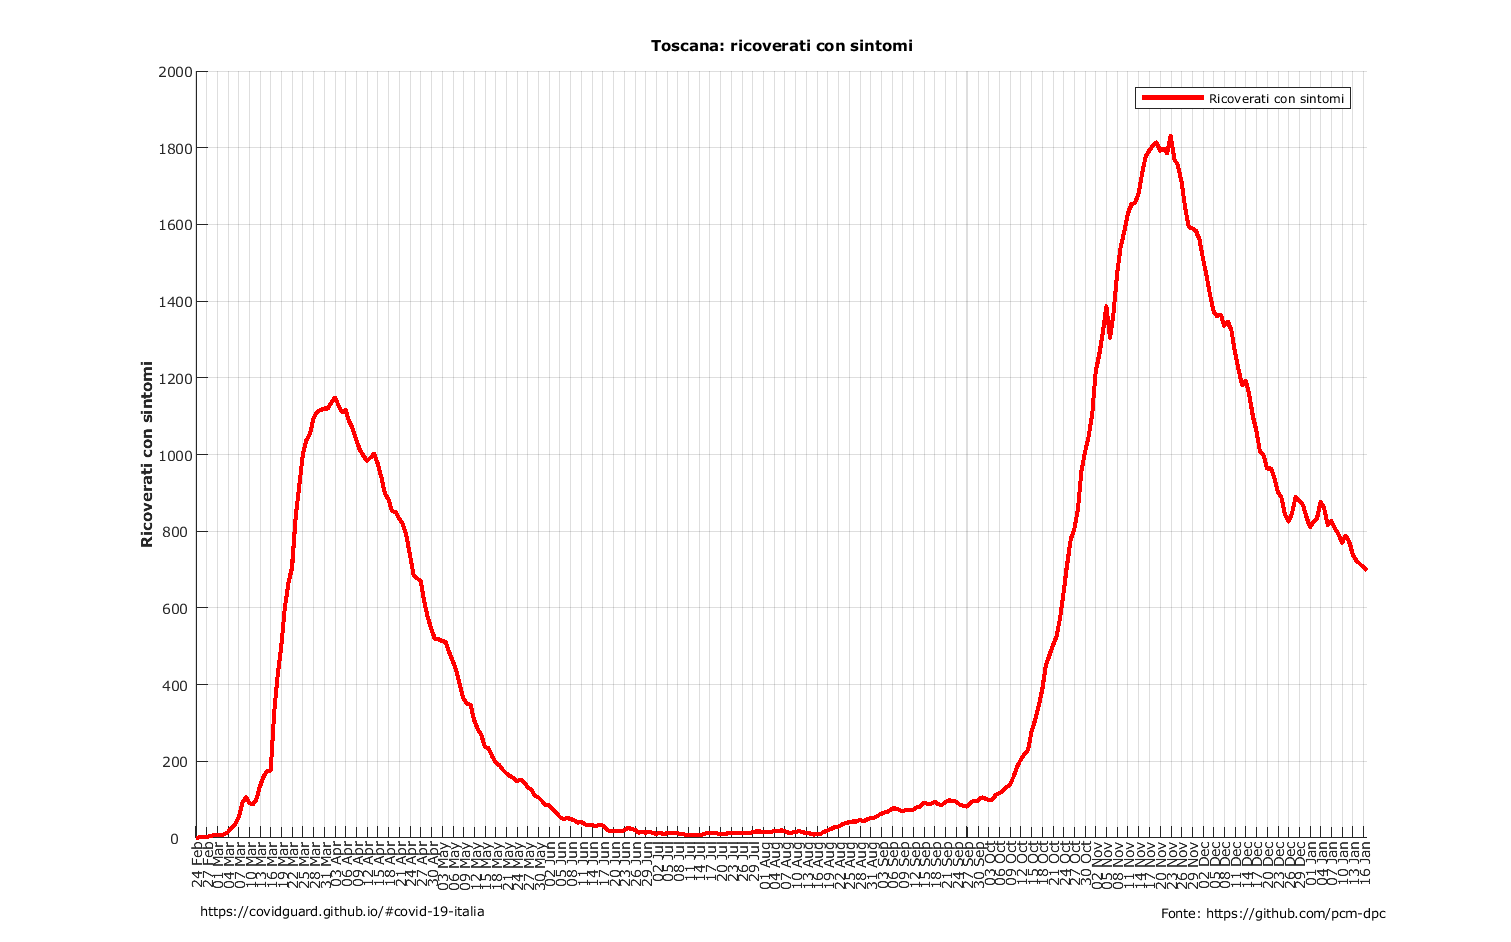 Toscana: ricoverati con sintomi
Ricoverati con sintomi
Ricoverati con sintomi
2000
1800
1600
1400
1200
1000
800
600
400
200
0
24 Feb
27 Feb
01 Mar
04 Mar
07 Mar
10 Mar
13 Mar
16 Mar
19 Mar
22 Mar
25 Mar
28 Mar
31 Mar
03 Apr
06 Apr
09 Apr
12 Apr
15 Apr
18 Apr
21 Apr
24 Apr
27 Apr
30 Apr
03 May
06 May
09 May
12 May
15 May
18 May
21 May
24 May
27 May
30 May
02 Jun
05 Jun
08 Jun
11 Jun
14 Jun
17 Jun
20 Jun
23 Jun
26 Jun
29 Jun
02 Jul
05 Jul
08 Jul
11 Jul
14 Jul
17 Jul
20 Jul
23 Jul
26 Jul
29 Jul
01 Aug
04 Aug
07 Aug
10 Aug
13 Aug
16 Aug
19 Aug
22 Aug
25 Aug
28 Aug
31 Aug
03 Sep
06 Sep
09 Sep
12 Sep
15 Sep
18 Sep
21 Sep
24 Sep
27 Sep
30 Sep
03 Oct
06 Oct
09 Oct
12 Oct
15 Oct
18 Oct
21 Oct
24 Oct
27 Oct
30 Oct
02 Nov
05 Nov
08 Nov
11 Nov
14 Nov
17 Nov
20 Nov
23 Nov
26 Nov
29 Nov
02 Dec
05 Dec
08 Dec
11 Dec
14 Dec
17 Dec
20 Dec
23 Dec
26 Dec
29 Dec
01 Jan
04 Jan
07 Jan
10 Jan
13 Jan
16 Jan
https://covidguard.github.io/#covid-19-italia
Fonte: https://github.com/pcm-dpc